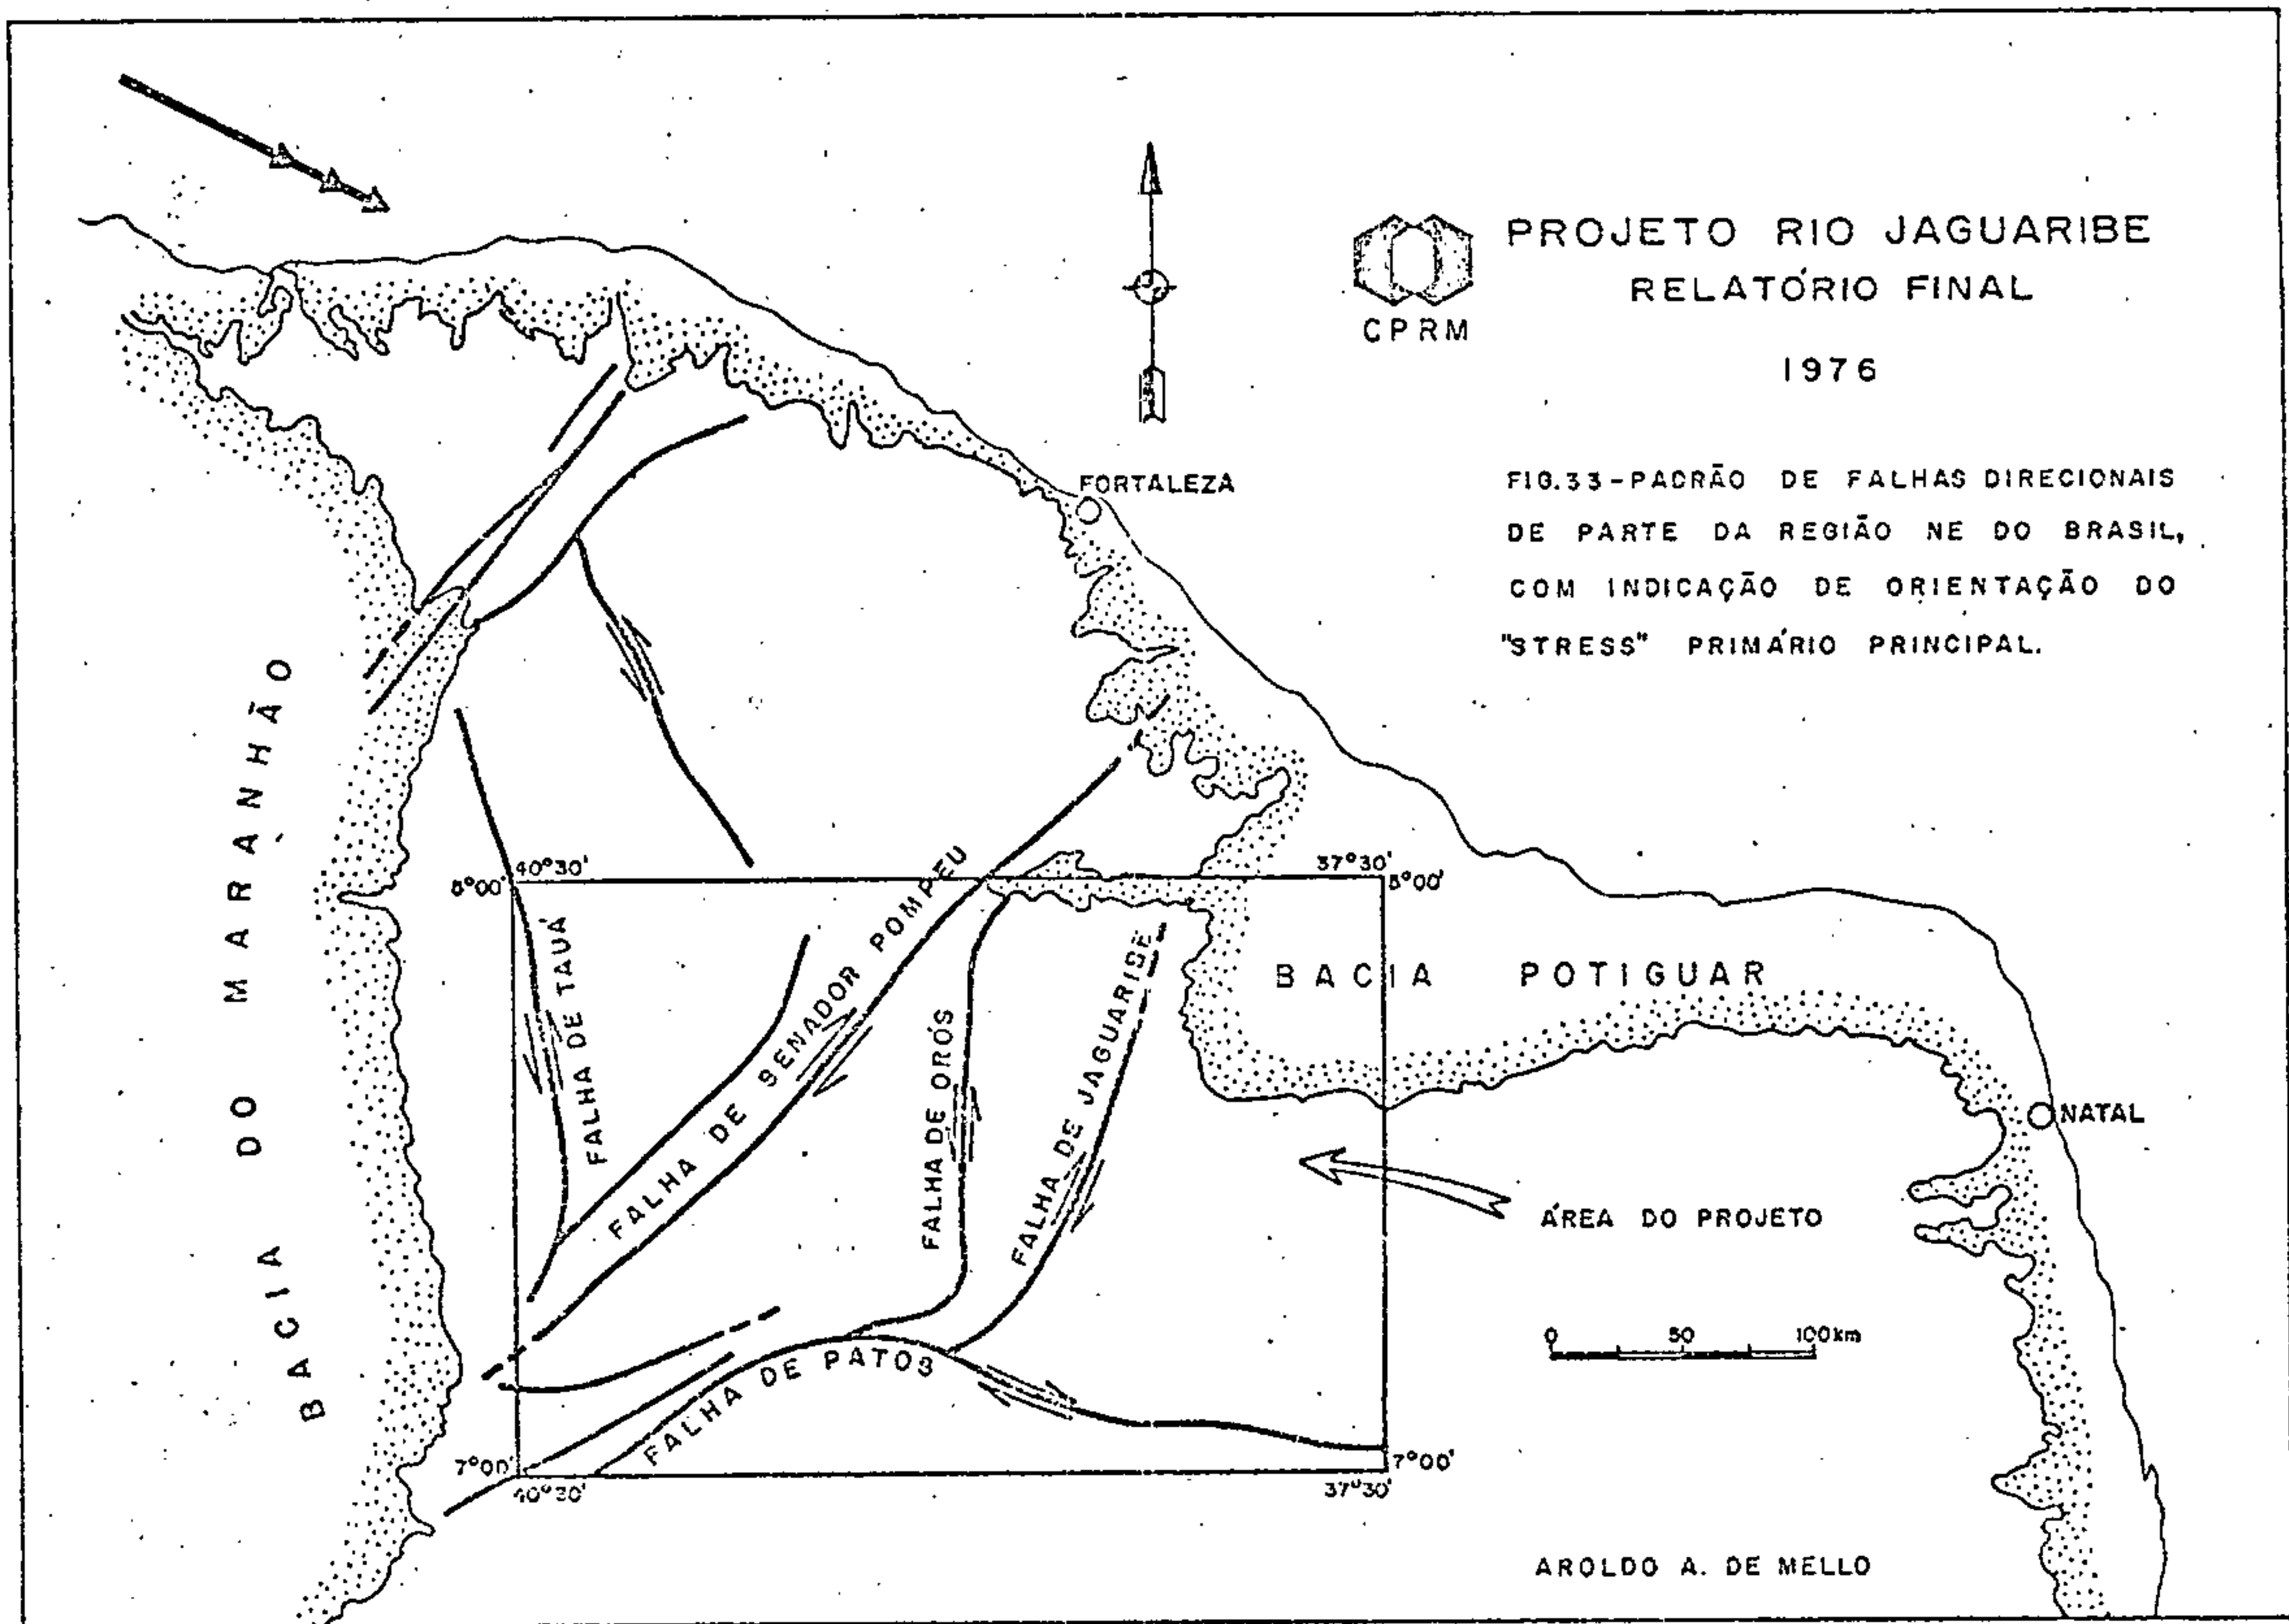 PROJETO RIO JAGUARIBE
RELATÓRIO FINAL
1976
CPRM
FIG.33-PADRÃO DE FALHAS DIRECIONAIS
DE PARTE DA REGIÃO NE DO BRASIL,
COM INDICAÇÃO DE ORIENTAÇÃO DO
"STRESS" PRIMÁRIO PRINCIPAL.
FORTALEZA
BACIA DO MARANHÃO
40°30'
5°00'
37°30'
5°00'
FALHA DE TAUÁ
FALHA DE SENADOR POMPEU
FALHA DE ORÓS
FALHA DE JAGUARIBE
BACIA POTIGUAR
NATAL
ÁREA DO PROJETO
0 50 100km
FALHA DE PATOS
7°00'
40°30'
7°00'
37°30'
AROLDO A. DE MELLO